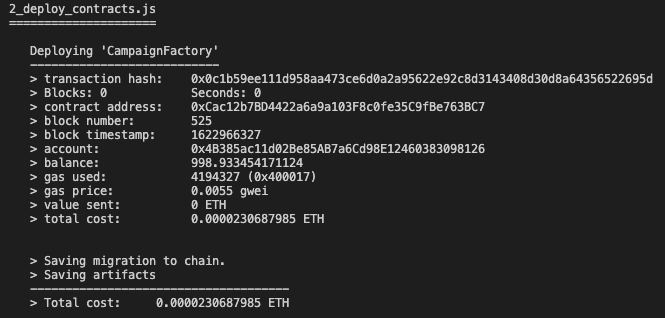 2_deploy_contracts.js
=====================
Deploying 'CampaignFactory'
---------------------------
> transaction hash:    0x0c1b59ee111d958aa473ce6d0a2a95622e92c8d3143408d30d8a64356522695d
> Blocks: 0            Seconds: 0
> contract address:    0xCac12b7BD4422a6a9a103F8c0fe35C9fBe763BC7
> block number:        525
> block timestamp:     1622966327
> account:             0x4B385ac11d02Be85AB7a6Cd98E12460383098126
> balance:             998.933454171124
> gas used:            4194327 (0x400017)
> gas price:           0.0055 gwei
> value sent:          0 ETH
> total cost:          0.0000230687985 ETH
> Saving migration to chain.
> Saving artifacts
-------------------------------------
> Total cost:     0.0000230687985 ETH